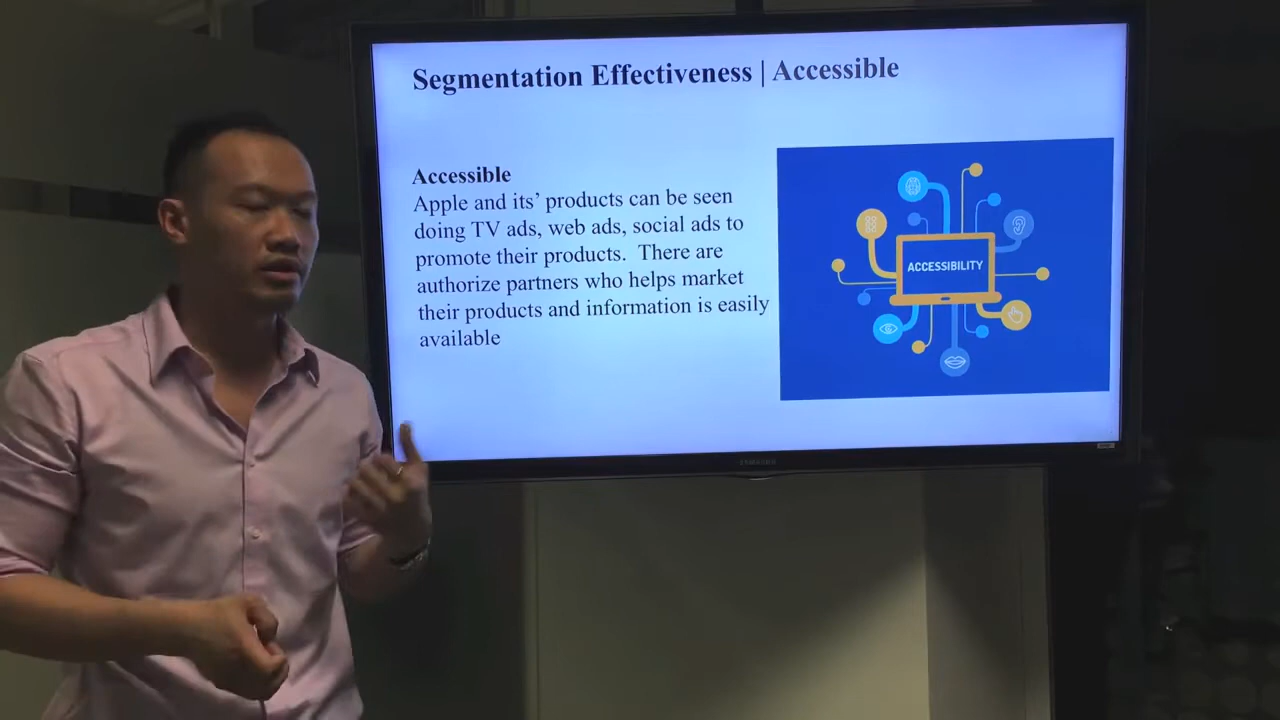 Segmentation Effectiveness | Accessible
Accessible
Apple and its’ products can be seen
doing TV ads, web ads, social ads to
promote their products.  There are
authorize partners who helps market
their products and information is easily
available
ACCESSIBILITY
SAMSUNG